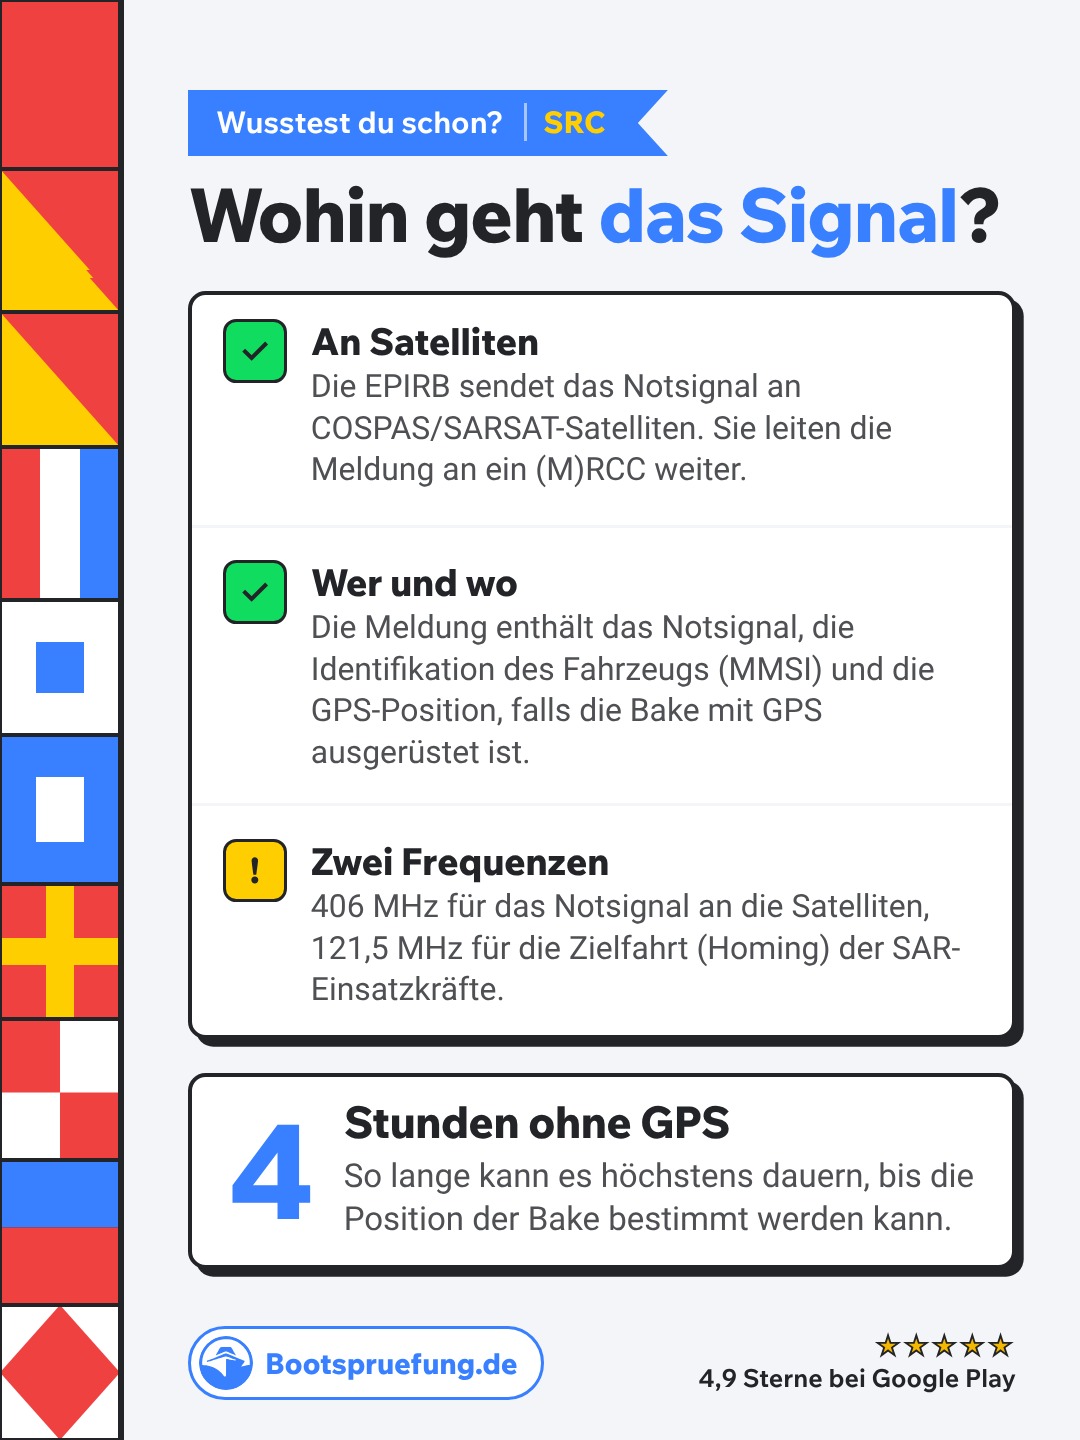 Wusstest du schon? SRC
Wohin geht das Signal?
An Satelliten
Die EPIRB sendet das Notsignal an
COSPAS/SARSAT-Satelliten. Sie leiten die
Meldung an ein (M)RCC weiter.
Wer und wo
Die Meldung enthält das Notsignal, die
Identifikation des Fahrzeugs (MMSI) und die
GPS-Position, falls die Bake mit GPS
ausgerüstet ist.
!
Zwei Frequenzen
406 MHz für das Notsignal an die Satelliten,
121,5 MHz für die Zielfahrt (Homing) der SAR-
Einsatzkräfte.
4
Stunden ohne GPS
So lange kann es höchstens dauern, bis die
Position der Bake bestimmt werden kann.
Bootspruefung.de
4,9 Sterne bei Google Play